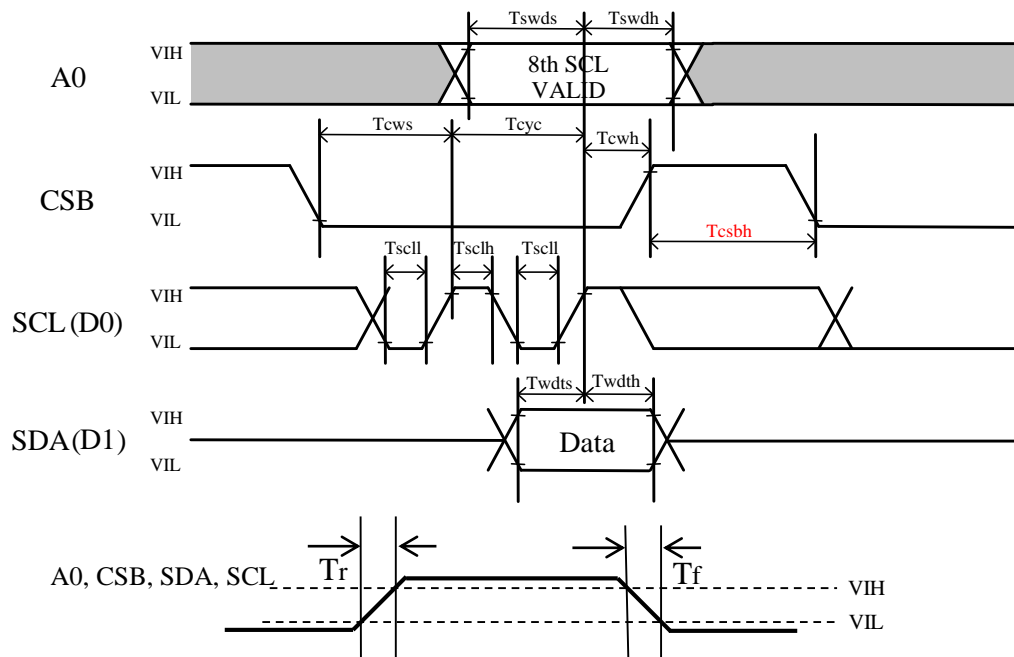 Tswds Tswdh
VIH
A0
8th SCL
VALID
VIL
Tcws Tcyc Tcwh
VIH
CSB
VIL
Tcsbh
Tscll Tsclh Tscll
VIH
SCL (D0)
VIL
Twdts Twdth
VIH
SDA (D1)
Data
VIL
Tr Tf
A0, CSB, SDA, SCL
VIH
VIL